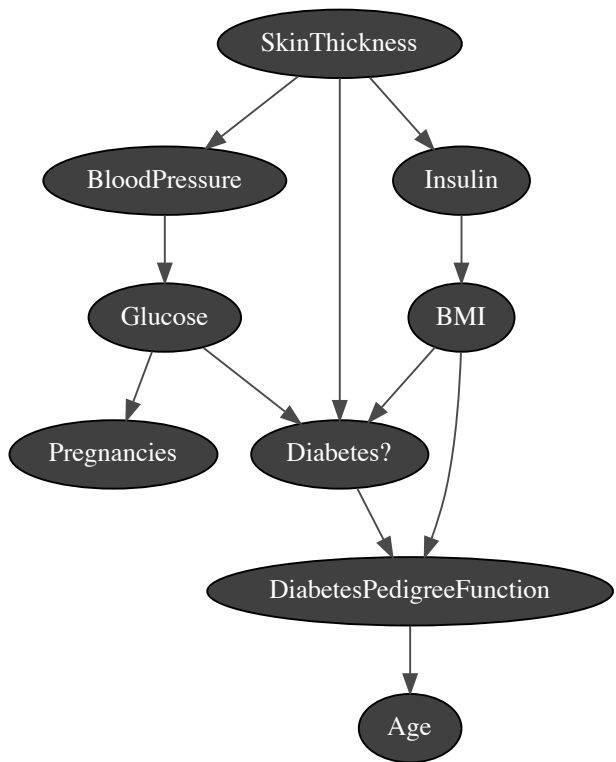 SkinThickness
BloodPressure
Insulin
Glucose
BMI
Pregnancies
Diabetes?
DiabetesPedigreeFunction
Age